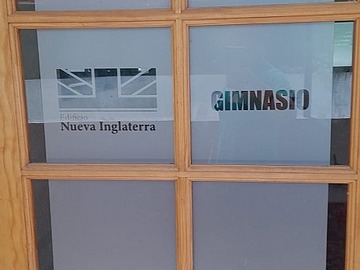 Edificio
Nueva Inglaterra
GIMNASIO